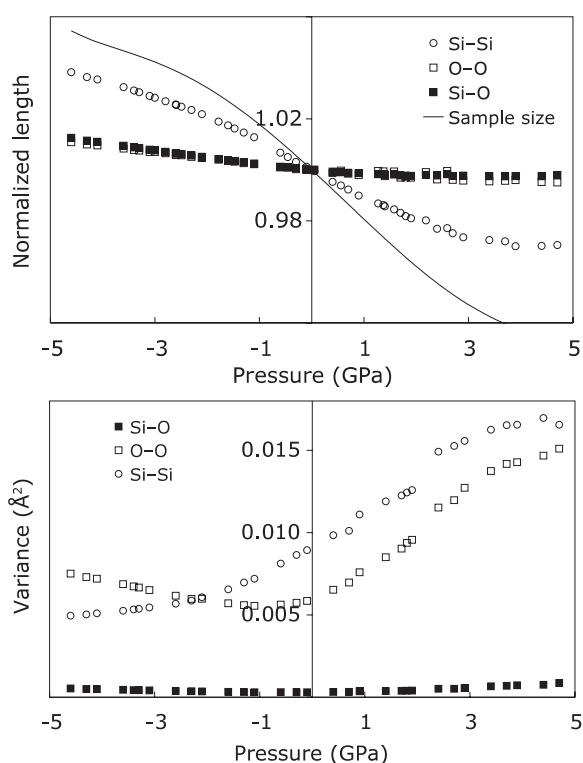 Si–Si
O–O
Si–O
Sample size
1.02
0.98
Normalized length
-5 -3 -1 1 3 5
Pressure (GPa)
Si–O
O–O
Si–Si
0.015
0.010
0.005
Variance (Å²)
-5 -3 -1 1 3 5
Pressure (GPa)